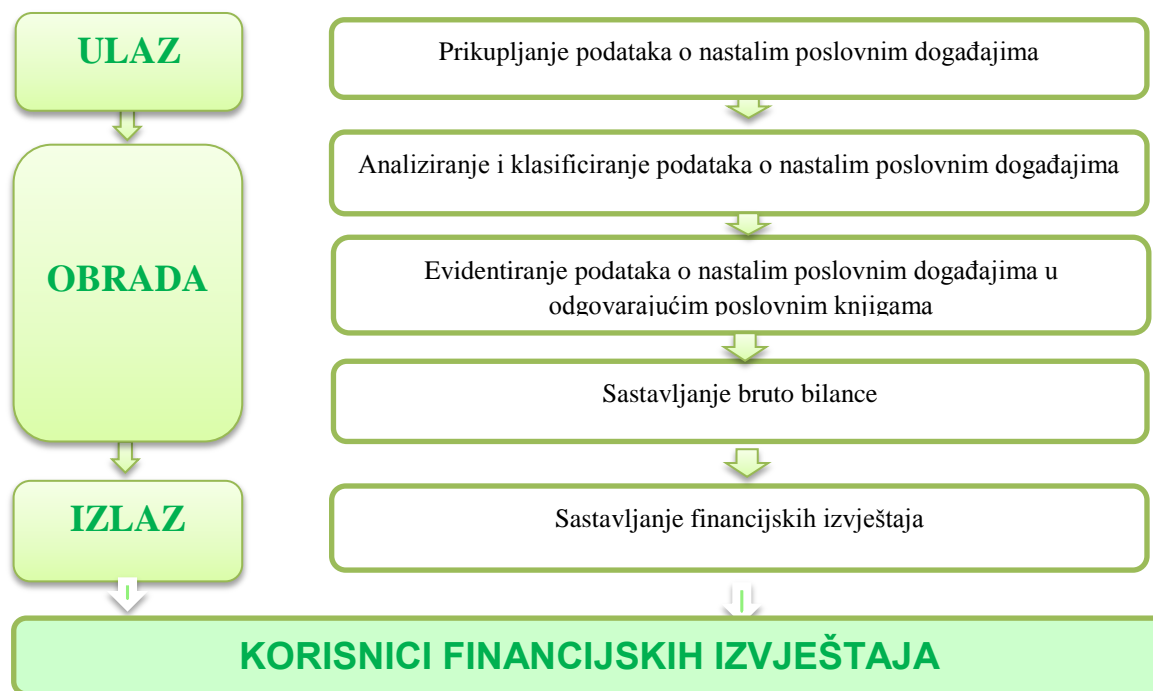 ULAZ
Prikupljanje podataka o nastalim poslovnim događajima
Analiziranje i klasificiranje podataka o nastalim poslovnim događajima
OBRADA
Evidentiranje podataka o nastalim poslovnim događajima u
odgovarajućim poslovnim knjigama
Sastavljanje bruto bilance
IZLAZ
Sastavljanje financijskih izvještaja
KORISNICI FINANCIJSKIH IZVJEŠTAJA